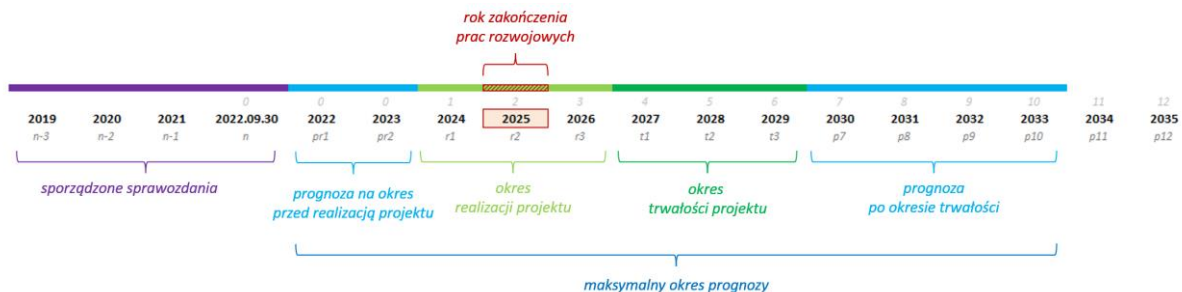 rok zakończenia
prac rozwojowych
0 0 0 1 2 3 4 5 6 7 8 9 10 11 12
2019 2020 2021 2022.09.30 2022 2023 2024 2025 2026 2027 2028 2029 2030 2031 2032 2033 2034 2035
n-3 n-2 n-1 n pr1 pr2 r1 r2 r3 t1 t2 t3 p7 p8 p9 p10 p11 p12
sporządzone sprawozdania
prognoza na okres
przed realizacją projektu
okres
realizacji projektu
okres
trwałości projektu
prognoza
po okresie trwałości
maksymalny okres prognozy